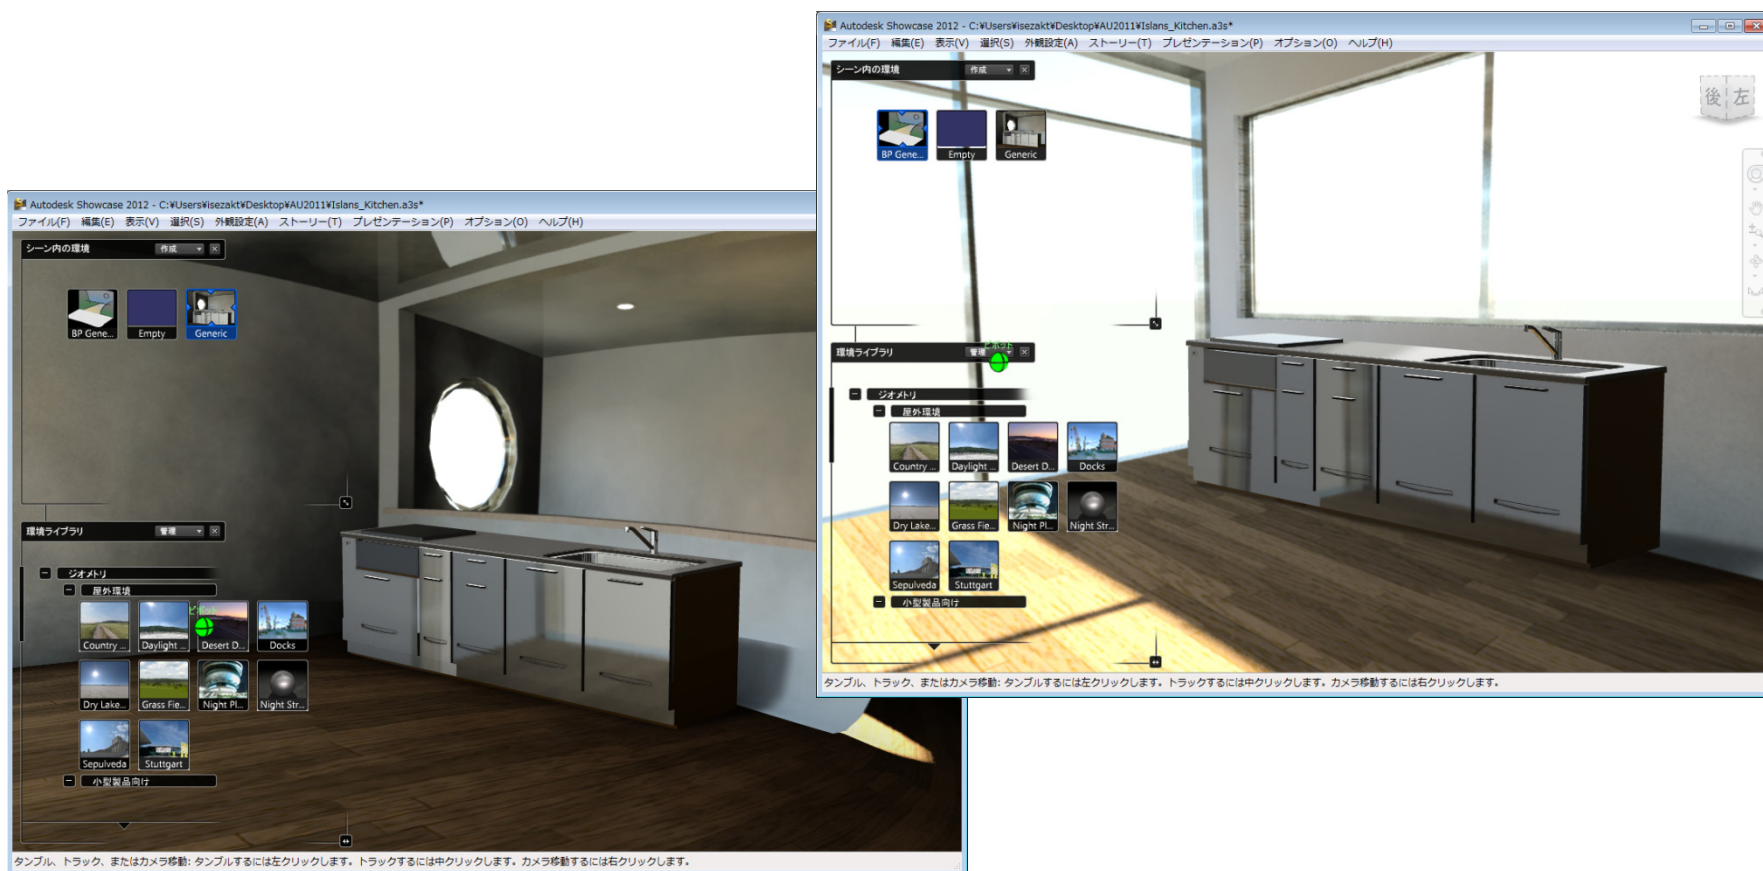 Autodesk Showcase 2012 - C:¥Users¥isezakt¥Desktop¥AU2011¥Islans_Kitchen.a3s*
ファイル(F) 編集(E) 表示(V) 選択(S) 外観設定(A) ストーリー(T) プレゼンテーション(P) オプション(O) ヘルプ(H)
シーン内の環境 作成
BP Gene... Empty Generic
後 左
環境ライブラリ 管理
ピボット
ジオメトリ
屋外環境
Country ... Daylight ... Desert D... Docks
Dry Lake... Grass Fie... Night Pl... Night Str...
Sepulveda Stuttgart
小型製品向け
タンブル、トラック、またはカメラ移動: タンブルするには左クリックします。トラックするには中クリックします。カメラ移動するには右クリックします。
Autodesk Showcase 2012 - C:¥Users¥isezakt¥Desktop¥AU2011¥Islans_Kitchen.a3s*
ファイル(F) 編集(E) 表示(V) 選択(S) 外観設定(A) ストーリー(T) プレゼンテーション(P) オプション(O) ヘルプ(H)
シーン内の環境 作成
BP Gene... Empty Generic
環境ライブラリ 管理
ジオメトリ
屋外環境
ピボット
Country ... Daylight ... Desert D... Docks
Dry Lake... Grass Fie... Night Pl... Night Str...
Sepulveda Stuttgart
小型製品向け
タンブル、トラック、またはカメラ移動: タンブルするには左クリックします。トラックするには中クリックします。カメラ移動するには右クリックします。